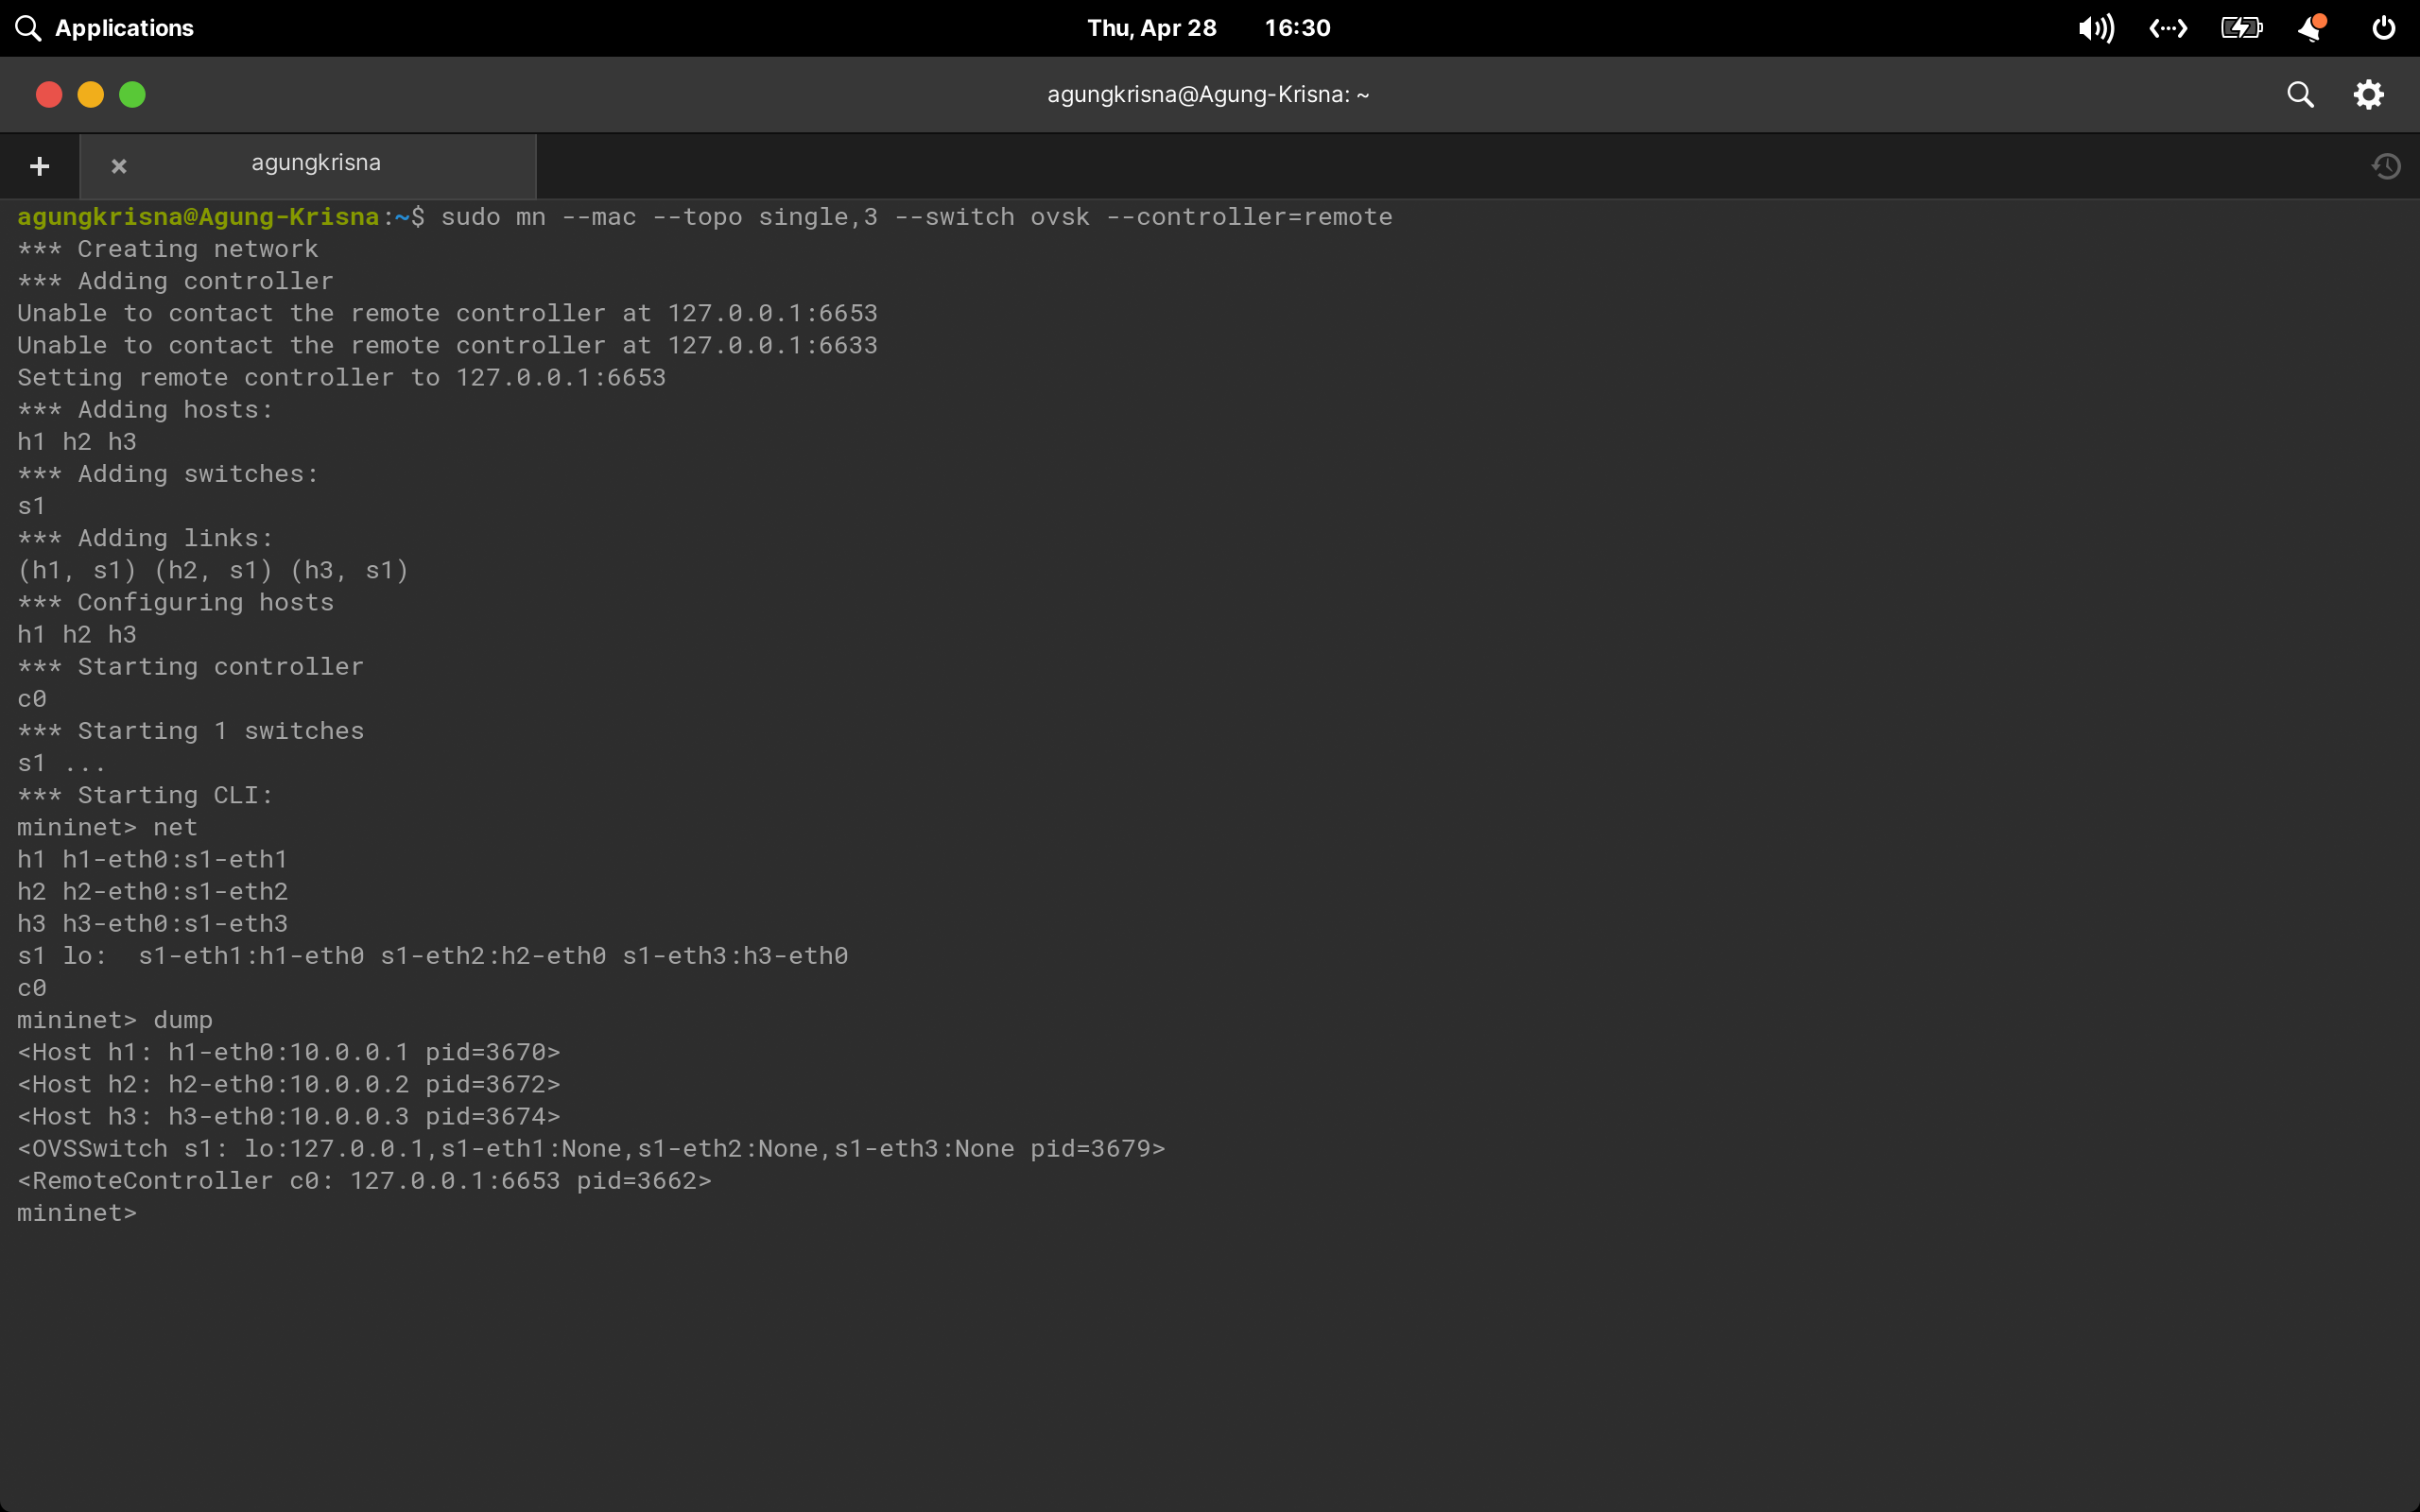 Applications
Thu, Apr 28 16:30
agungkrisna@Agung-Krisna: ~
agungkrisna
agungkrisna@Agung-Krisna:~$ sudo mn --mac --topo single,3 --switch ovsk --controller=remote
*** Creating network
*** Adding controller
Unable to contact the remote controller at 127.0.0.1:6653
Unable to contact the remote controller at 127.0.0.1:6633
Setting remote controller to 127.0.0.1:6653
*** Adding hosts:
h1 h2 h3
*** Adding switches:
s1
*** Adding links:
(h1, s1) (h2, s1) (h3, s1)
*** Configuring hosts
h1 h2 h3
*** Starting controller
c0
*** Starting 1 switches
s1 ...
*** Starting CLI:
mininet> net
h1 h1-eth0:s1-eth1
h2 h2-eth0:s1-eth2
h3 h3-eth0:s1-eth3
s1 lo:  s1-eth1:h1-eth0 s1-eth2:h2-eth0 s1-eth3:h3-eth0
c0
mininet> dump
<Host h1: h1-eth0:10.0.0.1 pid=3670>
<Host h2: h2-eth0:10.0.0.2 pid=3672>
<Host h3: h3-eth0:10.0.0.3 pid=3674>
<OVSSwitch s1: lo:127.0.0.1,s1-eth1:None,s1-eth2:None,s1-eth3:None pid=3679>
<RemoteController c0: 127.0.0.1:6653 pid=3662>
mininet>